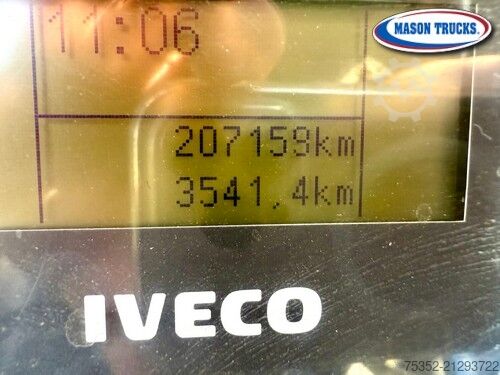 MASON TRUCKS
11:06
207159km
3541,4km
IVECO
75352-21293722